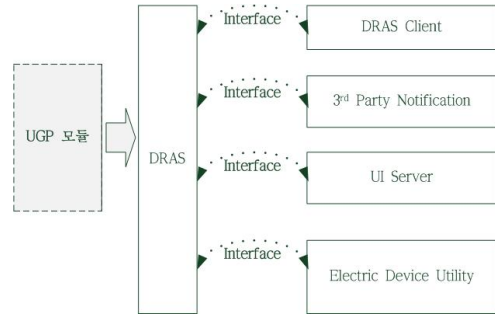 Interface
DRAS Client
Interface
3rd Party Notification
UGP 모듈
DRAS
Interface
UI Server
Interface
Electric Device Utility